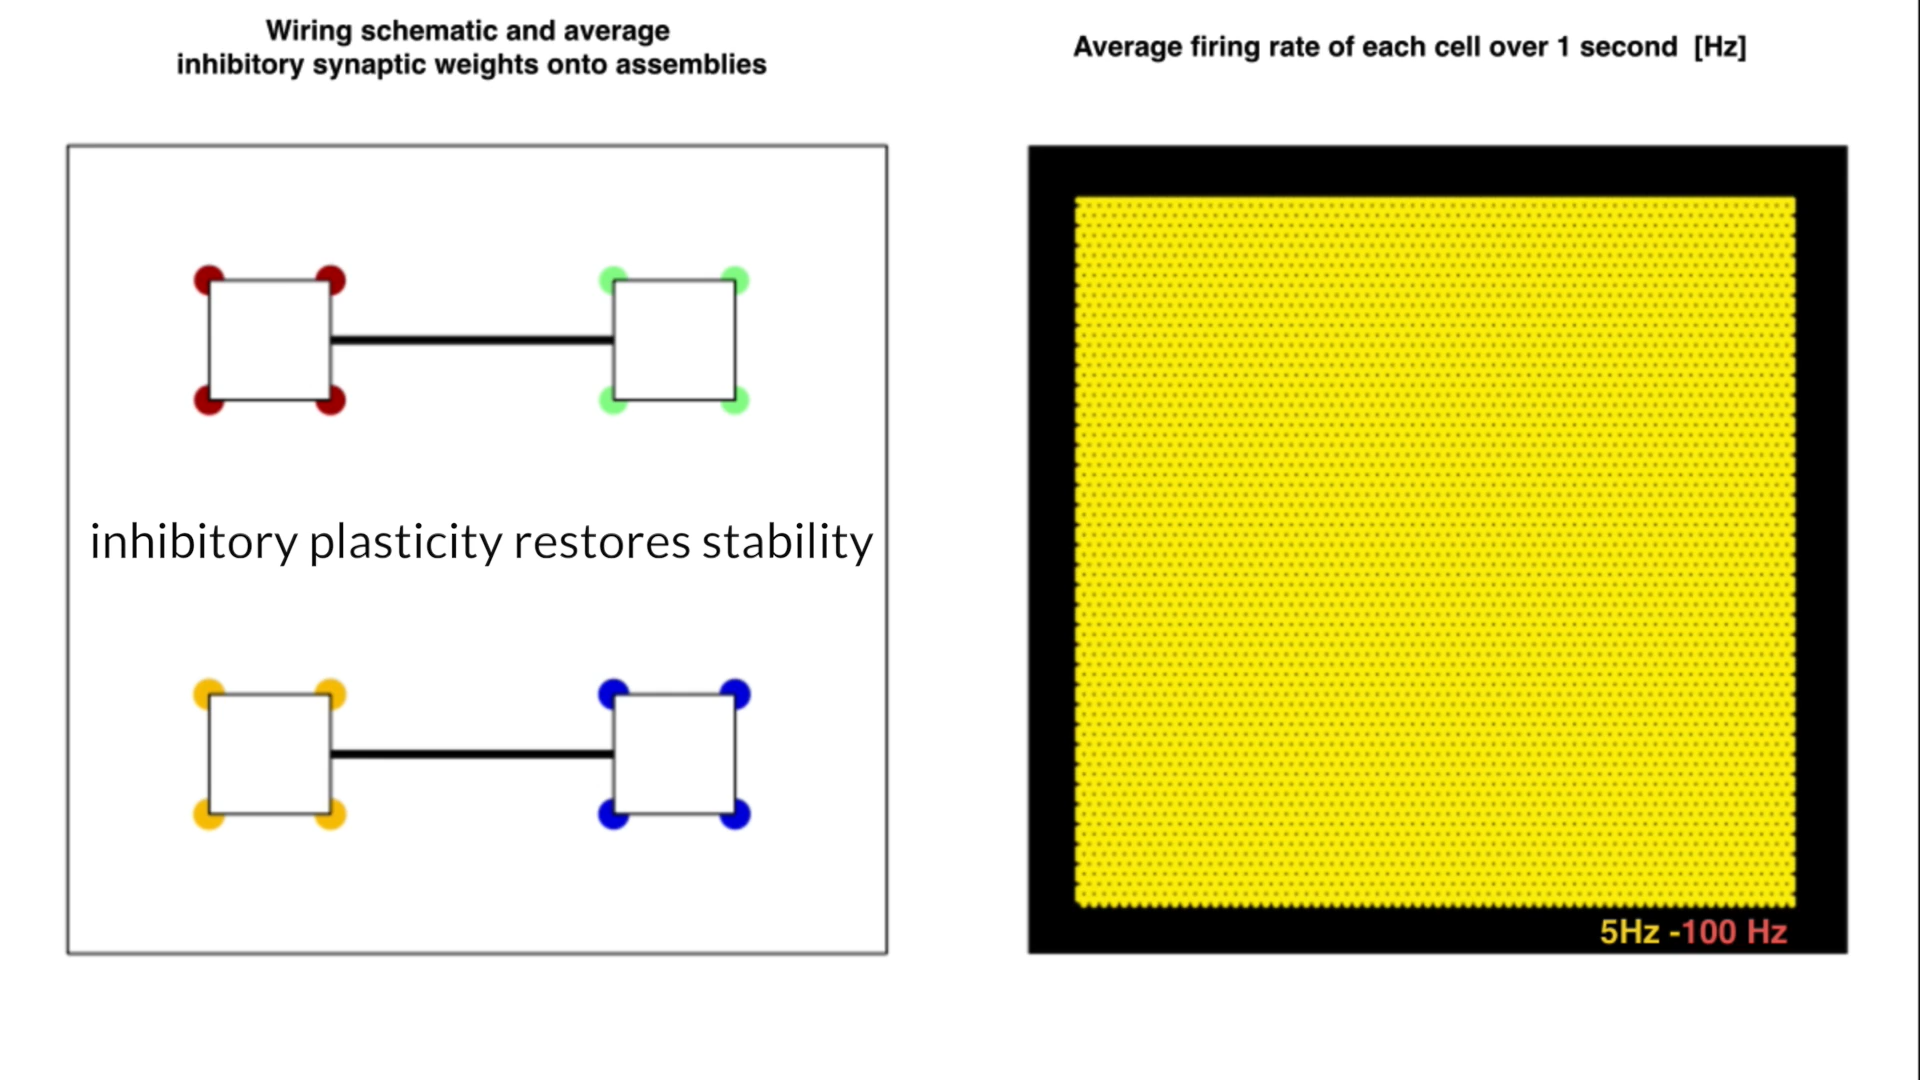 Wiring schematic and average
inhibitory synaptic weights onto assemblies
Average firing rate of each cell over 1 second  [Hz]
inhibitory plasticity restores stability
5Hz -100 Hz